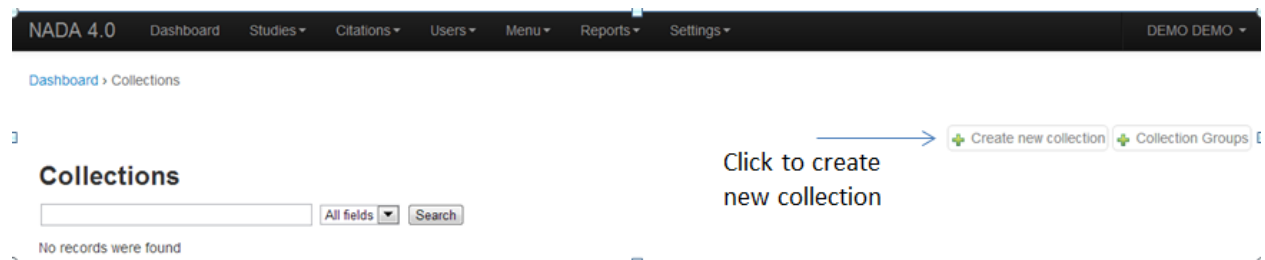 NADA 4.0 Dashboard Studies Citations Users Menu Reports Settings DEMO DEMO
Dashboard › Collections
Create new collection Collection Groups
Click to create
new collection
Collections
All fields Search
No records were found